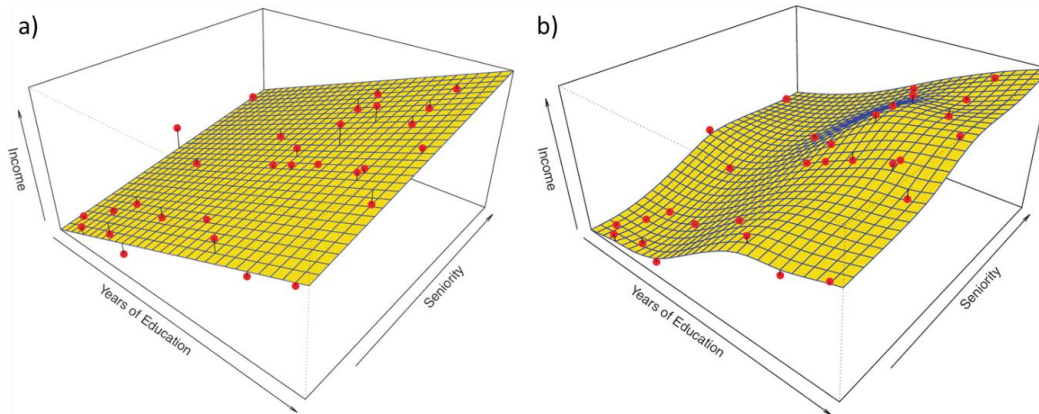 a)
Income
Years of Education
Seniority
b)
Income
Years of Education
Seniority